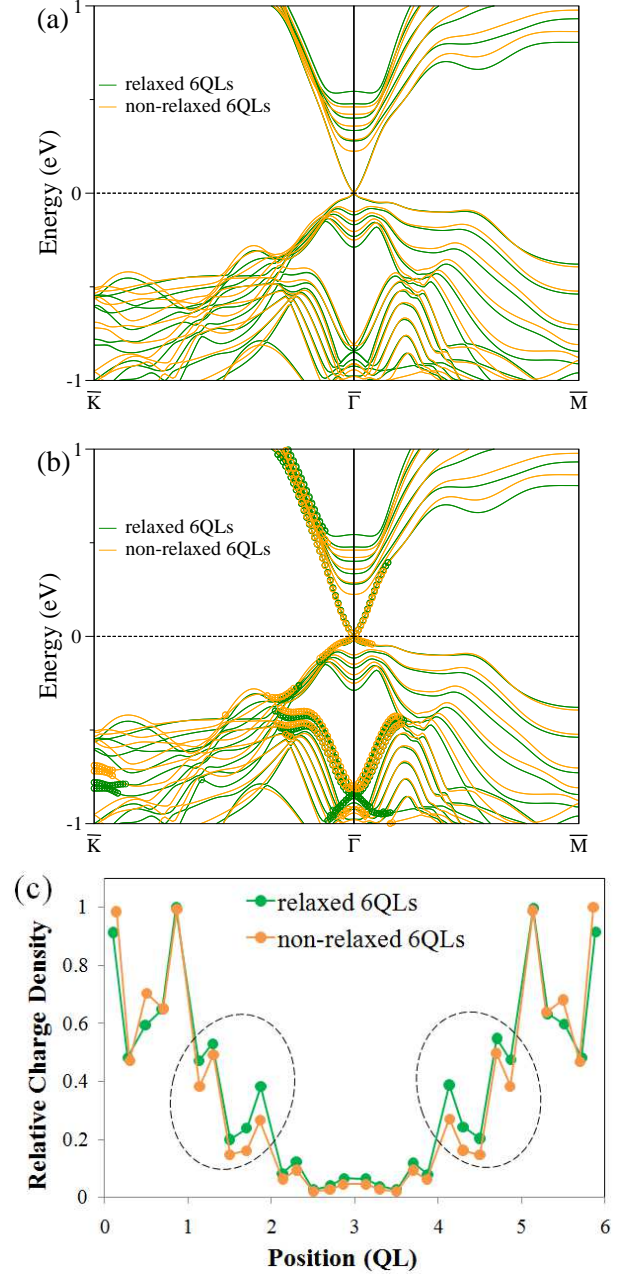 (a)
1
relaxed 6QLs
non-relaxed 6QLs
Energy (eV)
0
-1
K̅
Γ̅
M̅
(b)
1
relaxed 6QLs
non-relaxed 6QLs
Energy (eV)
0
-1
K̅
Γ̅
M̅
(c)
relaxed 6QLs
non-relaxed 6QLs
Relative Charge Density
1
0.8
0.6
0.4
0.2
0
0 1 2 3 4 5 6
Position (QL)